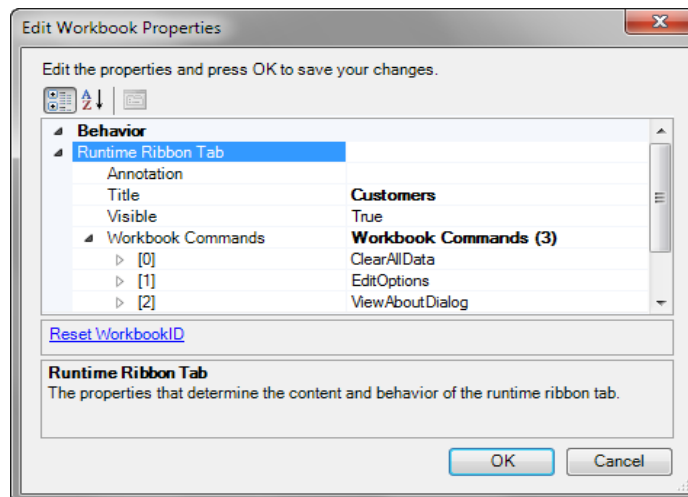 Edit Workbook Properties
Edit the properties and press OK to save your changes.
Behavior
Runtime Ribbon Tab
Annotation
Title Customers
Visible True
Workbook Commands Workbook Commands (3)
[0] ClearAllData
[1] EditOptions
[2] ViewAboutDialog
Reset WorkbookID
Runtime Ribbon Tab
The properties that determine the content and behavior of the runtime ribbon tab.
OK Cancel